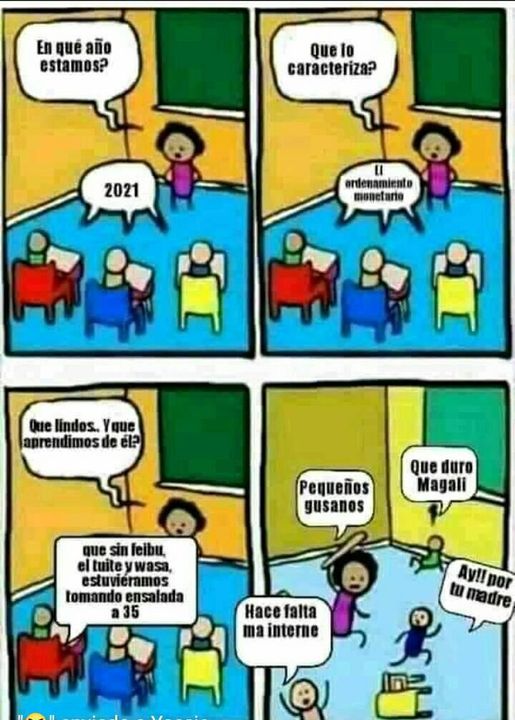 En qué año
estamos?
2021
Que lo
caracteriza?
LI
ordenamiento
monetario
Que lindos.. Y que
aprendimos de él?
que sin feibu,
el tuite y wasa,
estuviéramos
tomando ensalada
a 35
Pequeños
gusanos
Que duro
Magali
Ay!! por
tu madre
Hace falta
ma interne